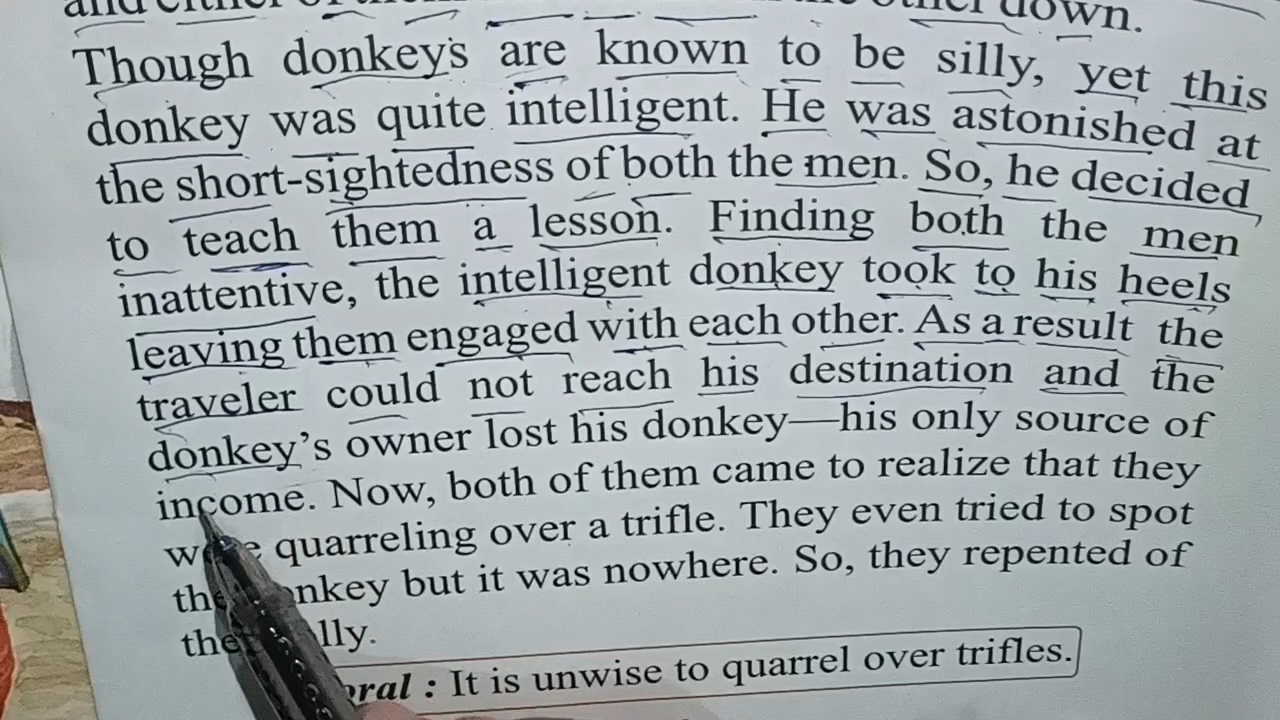 and either of them other down.
Though donkeys are known to be silly, yet this
donkey was quite intelligent. He was astonished at
the short-sightedness of both the men. So, he decided
to teach them a lesson. Finding both the men
inattentive, the intelligent donkey took to his heels
leaving them engaged with each other. As a result the
traveler could not reach his destination and the
donkey's owner lost his donkey—his only source of
income. Now, both of them came to realize that they
were quarreling over a trifle. They even tried to spot
the donkey but it was nowhere. So, they repented of
lly.
oral : It is unwise to quarrel over trifles.